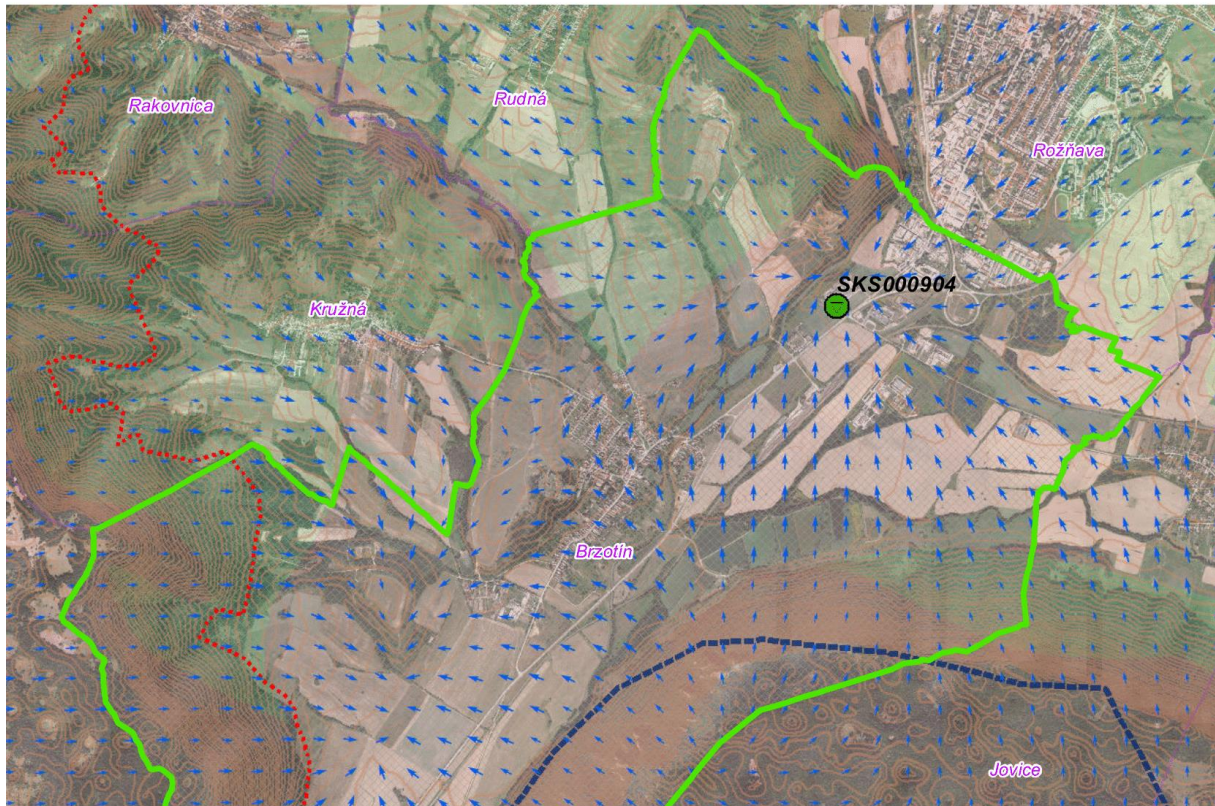 Rudná
Rakovnica
Rožňava
SKS000904
Kružná
Brzotín
Jovice